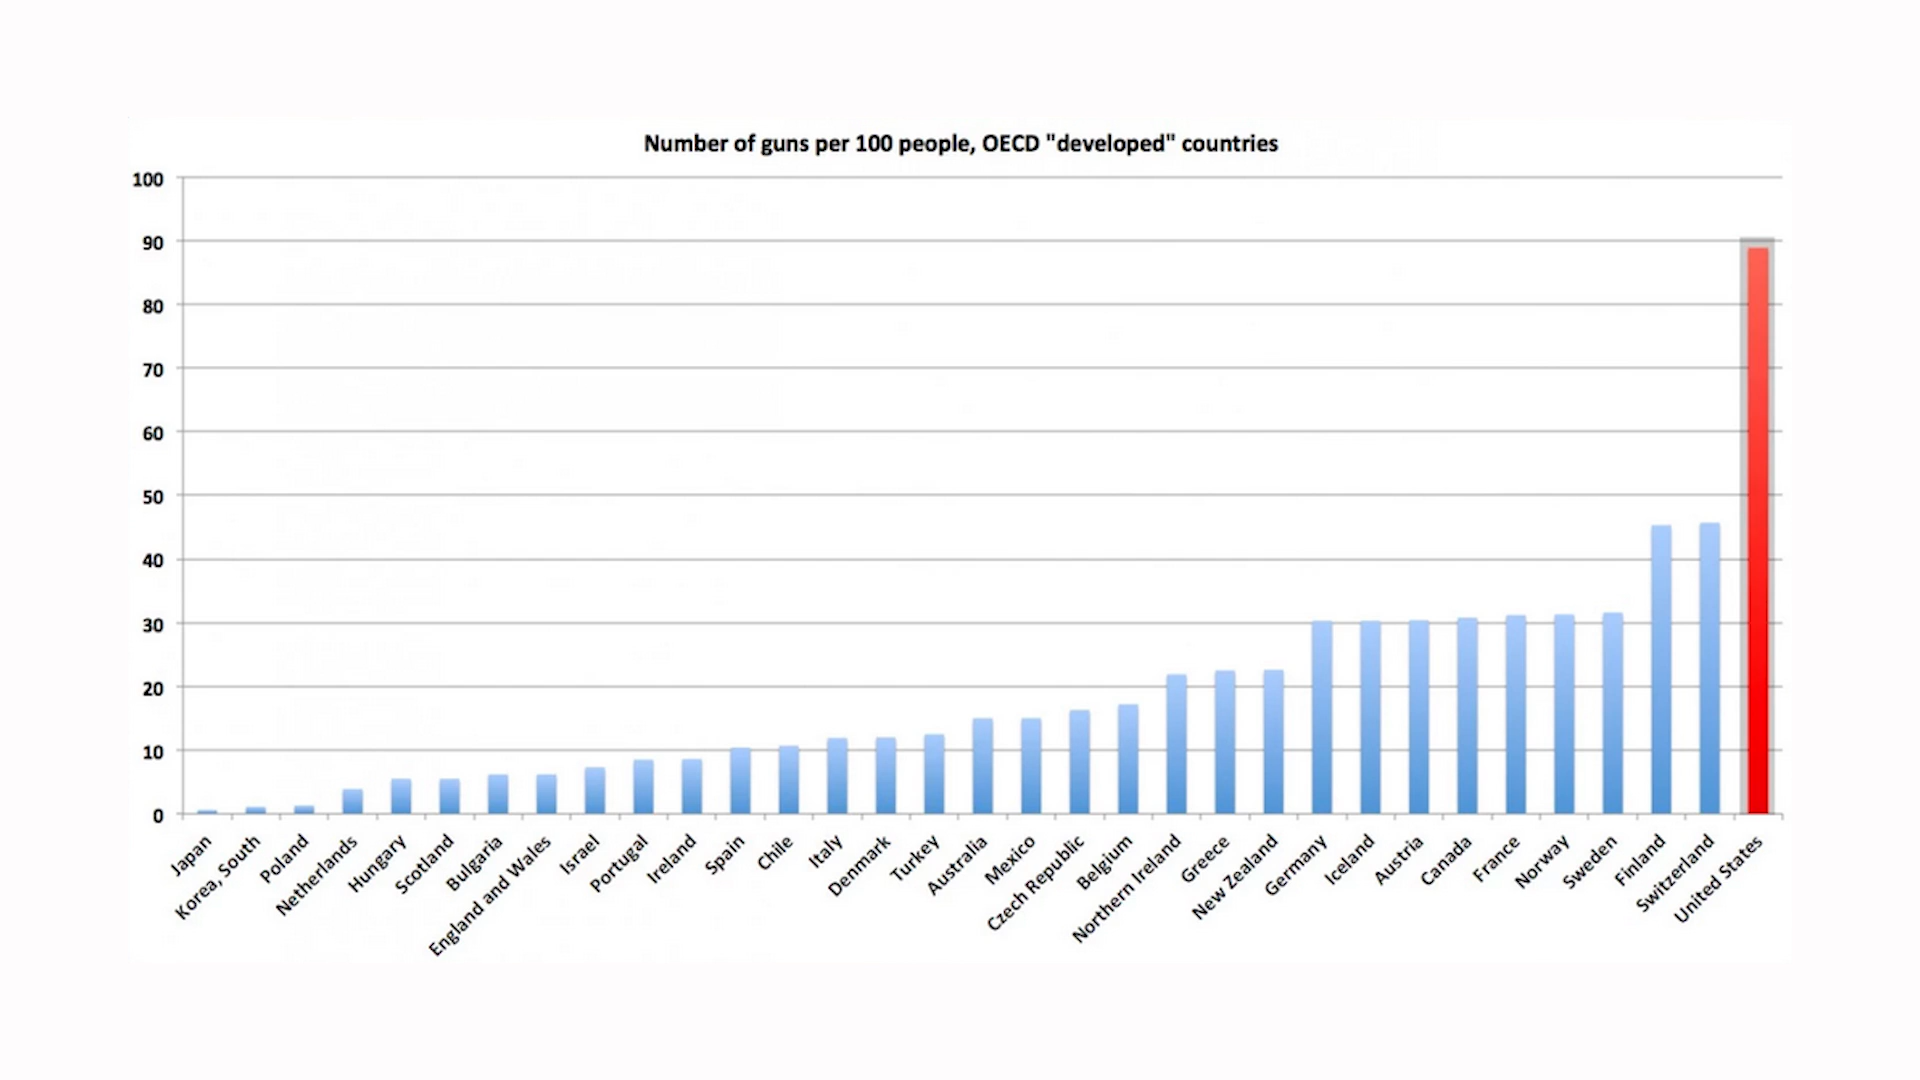 Number of guns per 100 people, OECD "developed" countries
100
90
80
70
60
50
40
30
20
10
0
Japan
Korea, South
Poland
Netherlands
Hungary
Scotland
Bulgaria
England and Wales
Israel
Portugal
Ireland
Spain
Chile
Italy
Denmark
Turkey
Australia
Mexico
Czech Republic
Belgium
Northern Ireland
Greece
New Zealand
Germany
Iceland
Austria
Canada
France
Norway
Sweden
Finland
Switzerland
United States